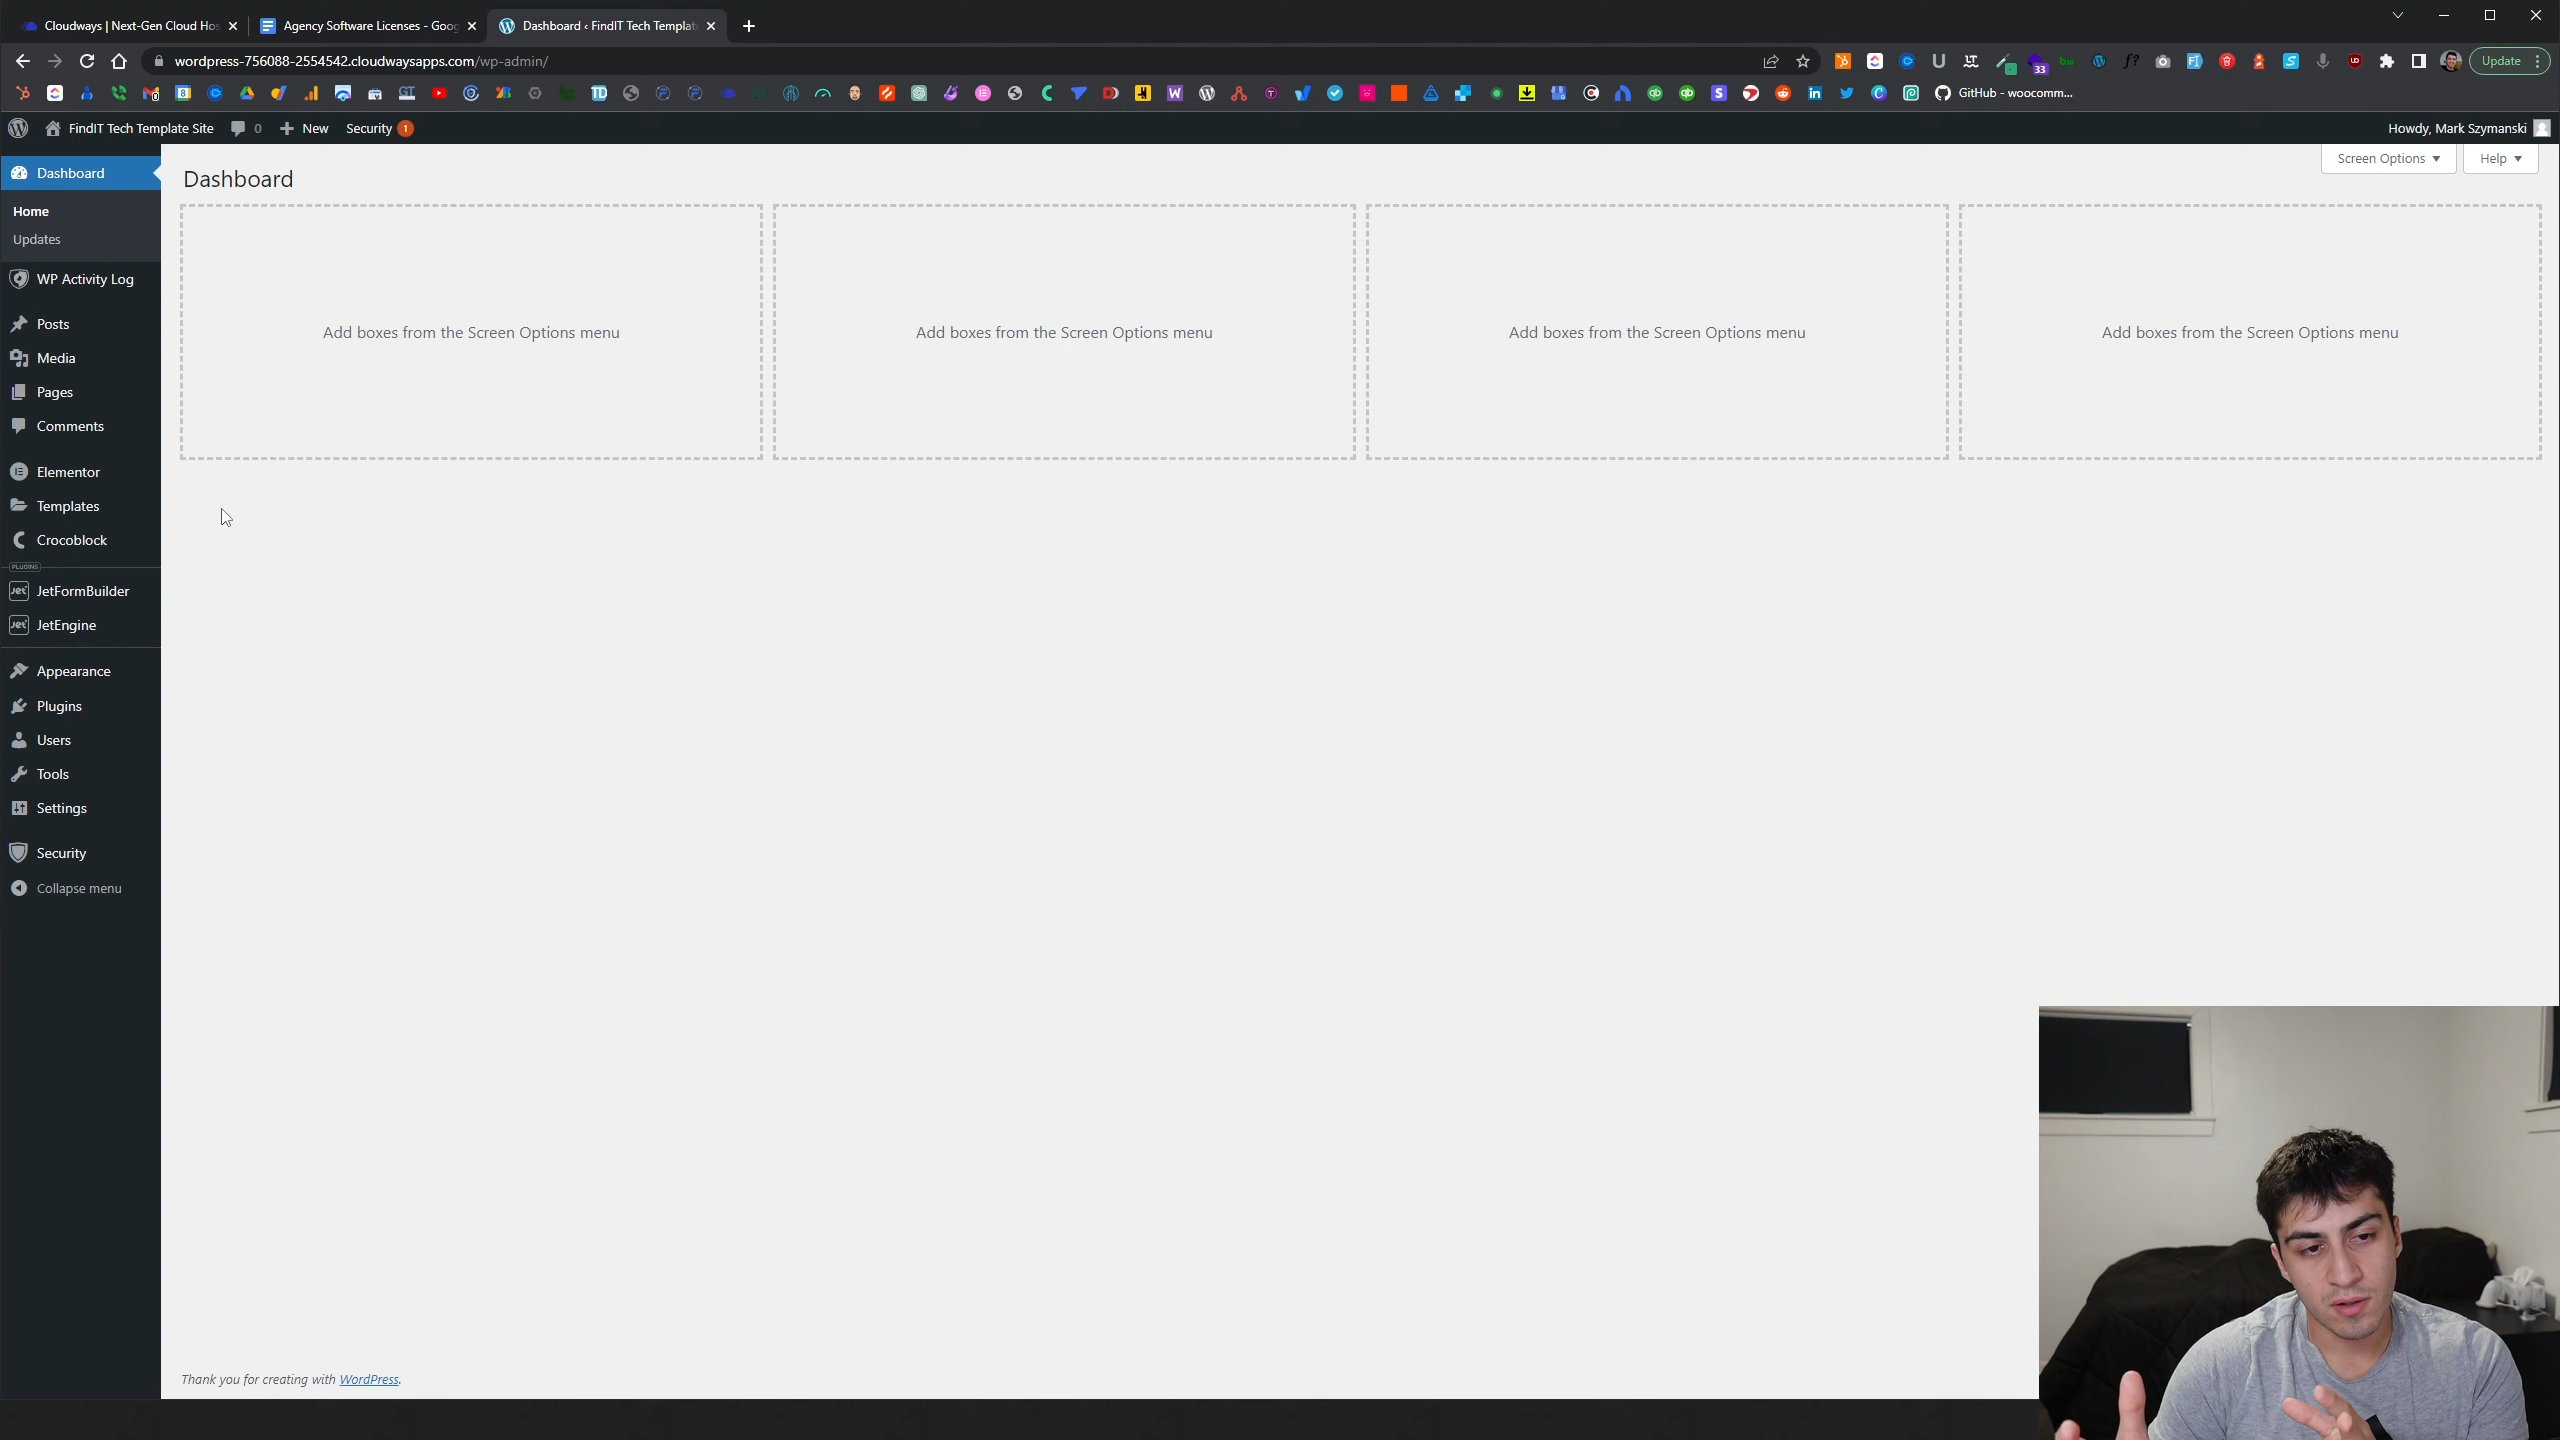 Cloudways | Next-Gen Cloud Hos
Agency Software Licenses - Goog
Dashboard ‹ FindIT Tech Templat
wordpress-756088-2554542.cloudwaysapps.com/wp-admin/
33
Update
GitHub - woocomm...
FindIT Tech Template Site
0
New
Security 1
Howdy, Mark Szymanski
Screen Options
Help
Dashboard
Home
Updates
WP Activity Log
Posts
Media
Pages
Comments
Elementor
Templates
Crocoblock
PLUGINS
JetFormBuilder
JetEngine
Appearance
Plugins
Users
Tools
Settings
Security
Collapse menu
Dashboard
Add boxes from the Screen Options menu
Add boxes from the Screen Options menu
Add boxes from the Screen Options menu
Add boxes from the Screen Options menu
Thank you for creating with WordPress.